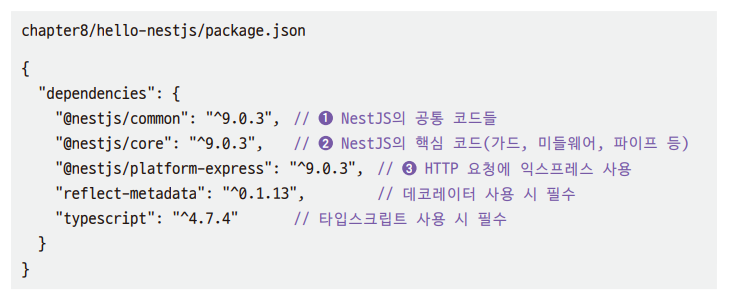 chapter8/hello-nestjs/package.json
{
"dependencies": {
"@nestjs/common": "^9.0.3", // ❶ NestJS의 공통 코드들
"@nestjs/core": "^9.0.3", // ❷ NestJS의 핵심 코드(가드, 미들웨어, 파이프 등)
"@nestjs/platform-express": "^9.0.3", // ❸ HTTP 요청에 익스프레스 사용
"reflect-metadata": "^0.1.13", // 데코레이터 사용 시 필수
"typescript": "^4.7.4" // 타입스크립트 사용 시 필수
}
}